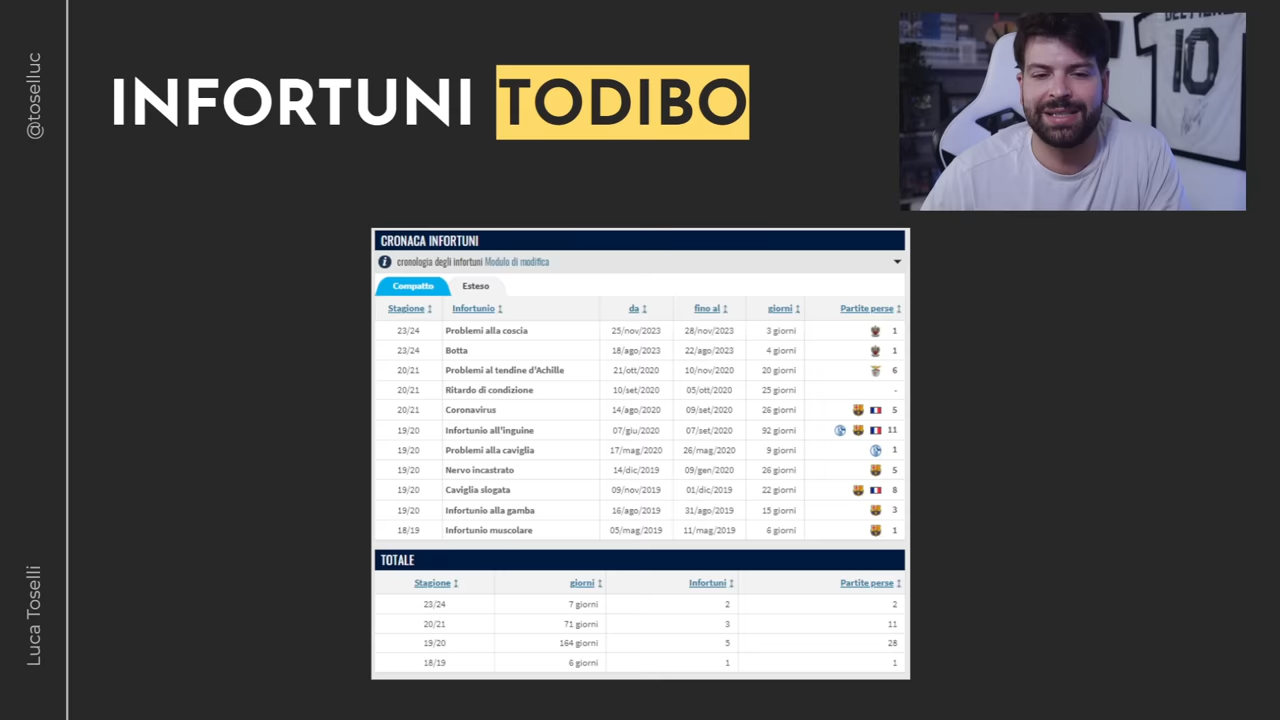 @toselluc
Luca Toselli
INFORTUNI TODIBO
10
CRONACA INFORTUNI
cronologia degli infortuni Modulo di modifica
Compatto Esteso
Stagione Infortunio da fino al giorni Partite perse
23/24 Problemi alla coscia 25/nov/2023 28/nov/2023 3 giorni 1
23/24 Botta 18/ago/2023 22/ago/2023 4 giorni 1
20/21 Problemi al tendine d'Achille 21/ott/2020 10/nov/2020 20 giorni 6
20/21 Ritardo di condizione 10/set/2020 05/ott/2020 25 giorni -
20/21 Coronavirus 14/ago/2020 09/set/2020 26 giorni 5
19/20 Infortunio all'inguine 07/giu/2020 07/set/2020 92 giorni 11
19/20 Problemi alla caviglia 17/mag/2020 26/mag/2020 9 giorni 1
19/20 Nervo incastrato 14/dic/2019 09/gen/2020 26 giorni 5
19/20 Caviglia slogata 09/nov/2019 01/dic/2019 22 giorni 8
19/20 Infortunio alla gamba 16/ago/2019 31/ago/2019 15 giorni 3
18/19 Infortunio muscolare 05/mag/2019 11/mag/2019 6 giorni 1
TOTALE
Stagione giorni Infortuni Partite perse
23/24 7 giorni 2 2
20/21 71 giorni 3 11
19/20 164 giorni 5 28
18/19 6 giorni 1 1